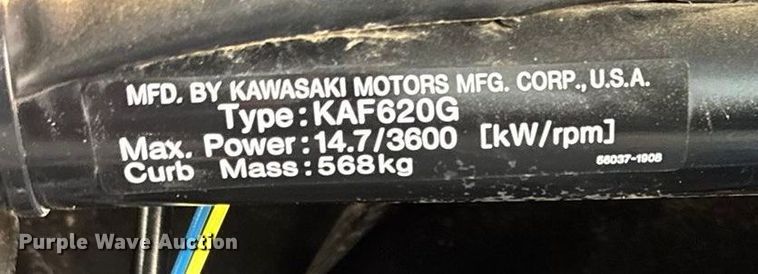 MFD. BY KAWASAKI MOTORS MFG. CORP., U.S.A.
Type: KAF620G
Max. Power: 14.7/3600 [kW/rpm]
Curb Mass: 568kg
56037-1908
Purple Wave Auction